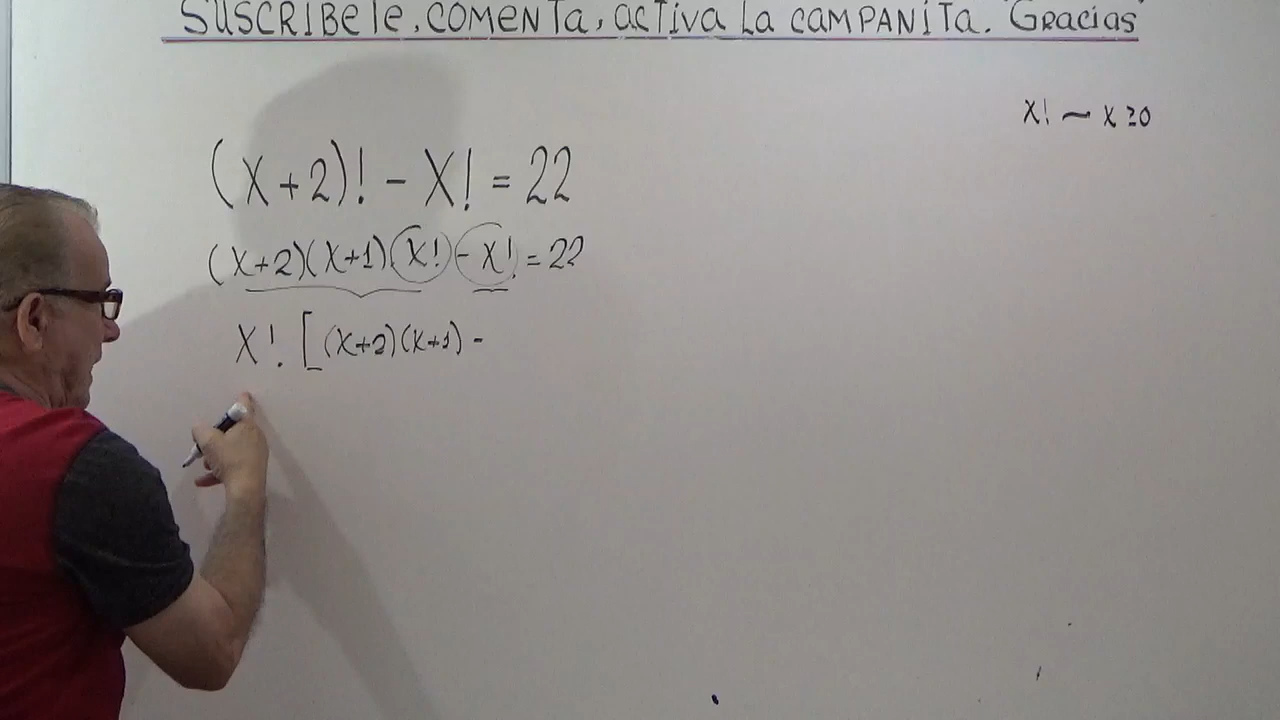 SUSCRIBETE, COMENTA, ACTIVA LA CAMPANITA. "Gracias"
X! ~ X ≥ 0
(X+2)! - X! = 22
(X+2)(X+1)(X!) - X! = 22
X! [(X+2)(X+1) -